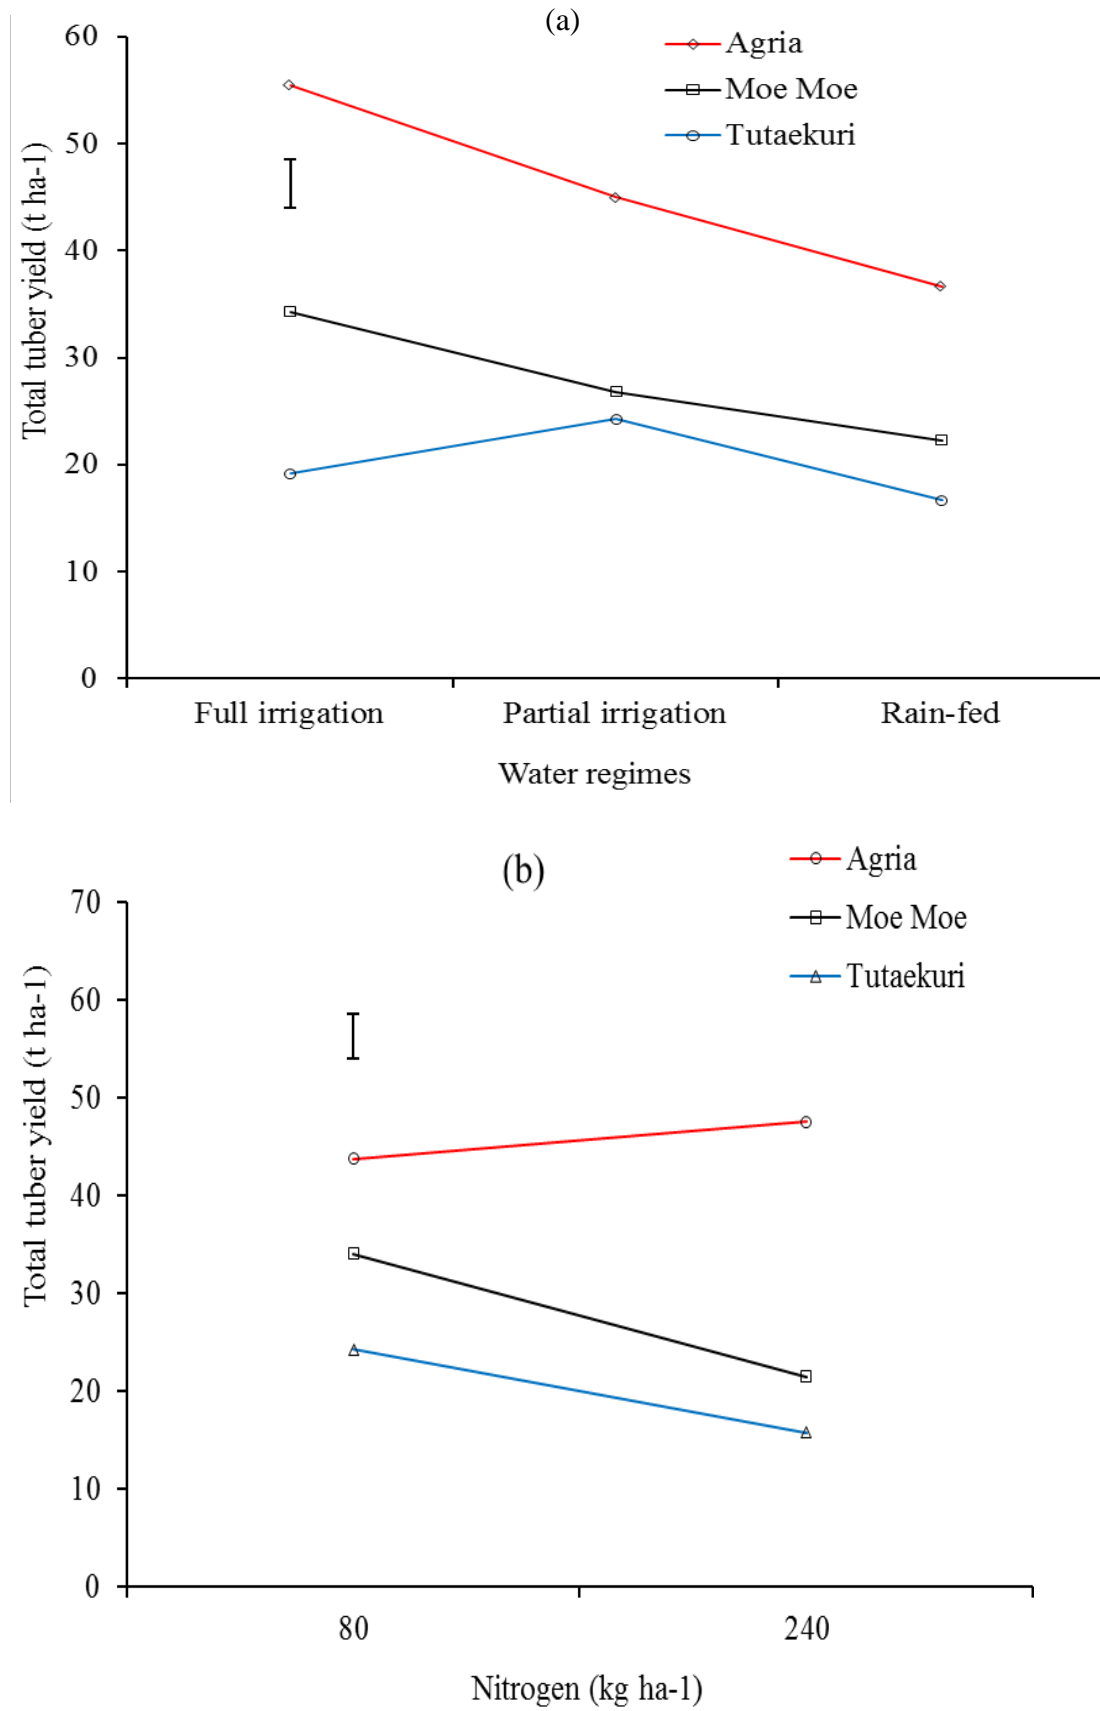 (a)
Agria
Moe Moe
Tutaekuri
Total tuber yield (t ha-1)
60
50
40
30
20
10
0
Full irrigation Partial irrigation Rain-fed
Water regimes
(b)
Agria
Moe Moe
Tutaekuri
Total tuber yield (t ha-1)
70
60
50
40
30
20
10
0
80 240
Nitrogen (kg ha-1)